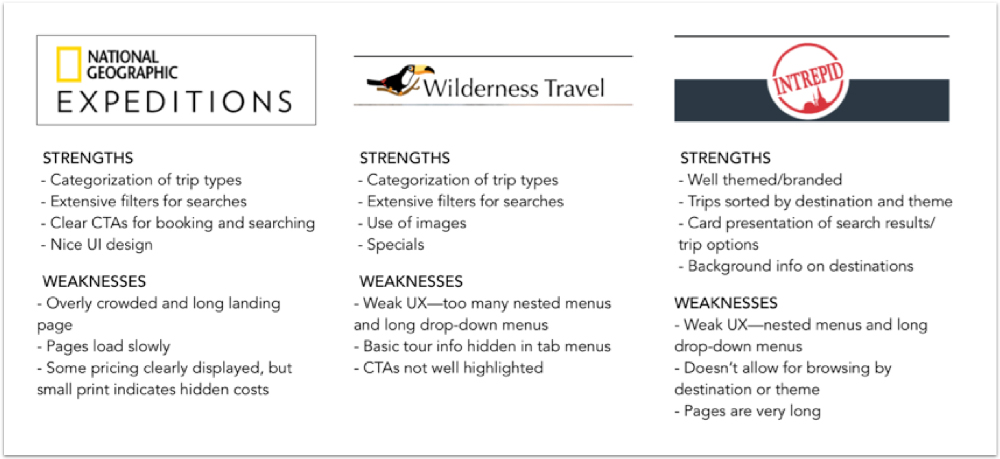 NATIONAL
GEOGRAPHIC
EXPEDITIONS
STRENGTHS
- Categorization of trip types
- Extensive filters for searches
- Clear CTAs for booking and searching
- Nice UI design
WEAKNESSES
- Overly crowded and long landing
page
- Pages load slowly
- Some pricing clearly displayed, but
small print indicates hidden costs
Wilderness Travel
STRENGTHS
- Categorization of trip types
- Extensive filters for searches
- Use of images
- Specials
WEAKNESSES
- Weak UX—too many nested menus
and long drop-down menus
- Basic tour info hidden in tab menus
- CTAs not well highlighted
INTREPID
STRENGTHS
- Well themed/branded
- Trips sorted by destination and theme
- Card presentation of search results/
trip options
- Background info on destinations
WEAKNESSES
- Weak UX—nested menus and long
drop-down menus
- Doesn't allow for browsing by
destination or theme
- Pages are very long